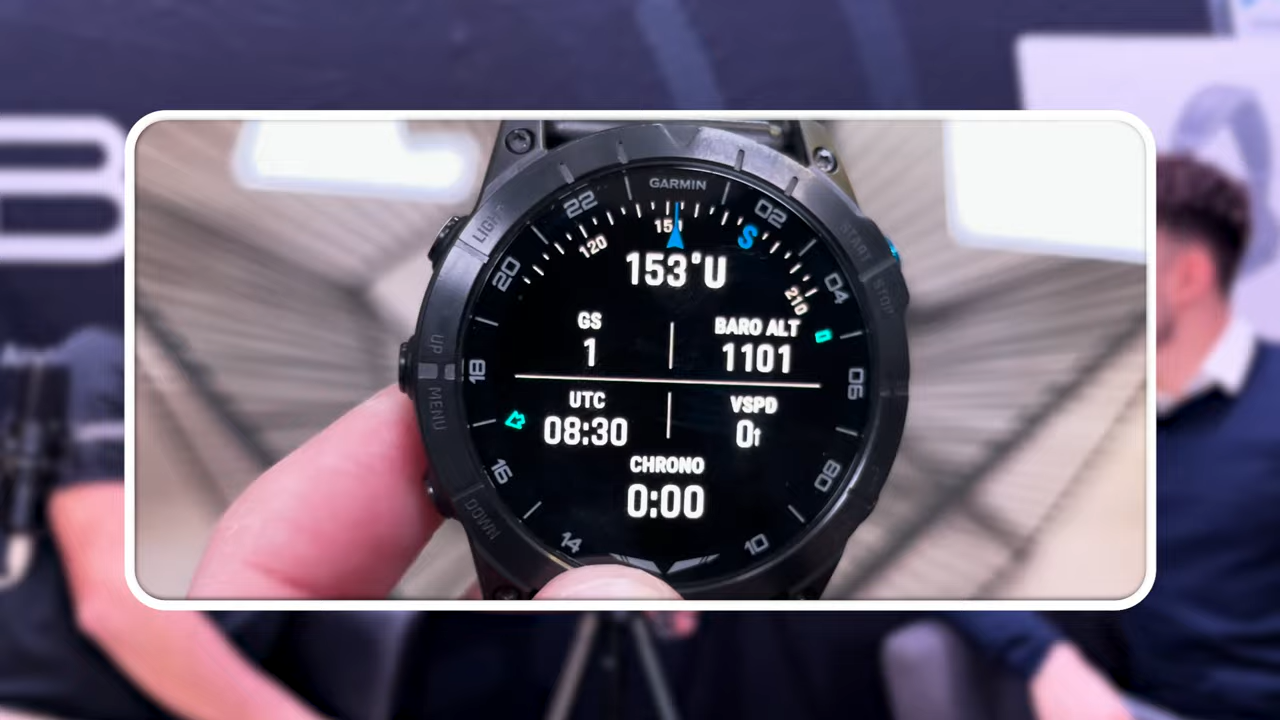 GARMIN
22
02
LIGHT
150
S
120
START
153°U
20
04
210
STOP
GS
BARO ALT
1
1101
UP
18
06
UTC
VSPD
MENU
08:30
0↑
CHRONO
16
08
0:00
DOWN
14
10